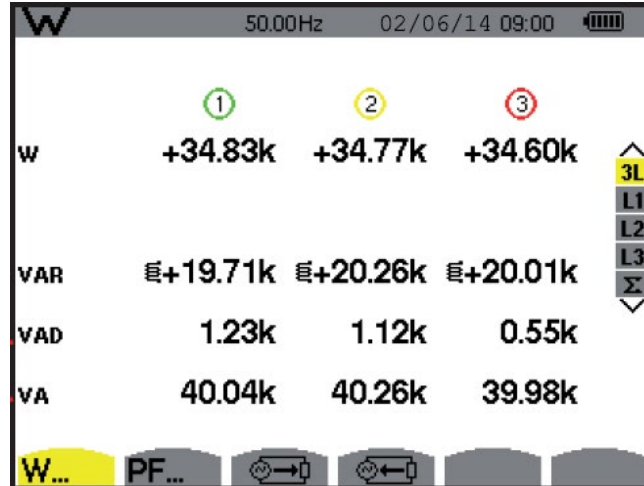 W 50.00Hz 02/06/14 09:00
1 2 3
W +34.83k +34.77k +34.60k
3L
L1
L2
L3
Σ
VAR +19.71k +20.26k +20.01k
VAD 1.23k 1.12k 0.55k
VA 40.04k 40.26k 39.98k
W... PF...